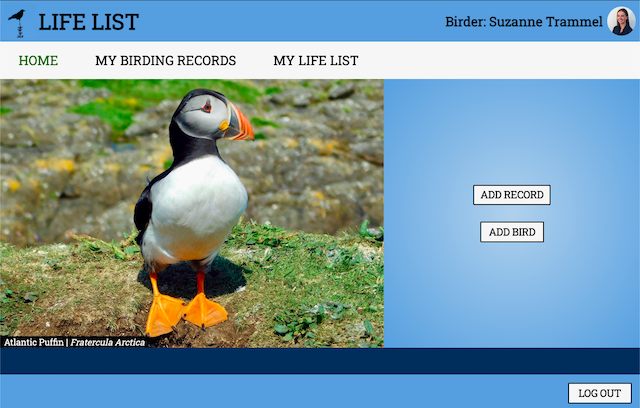 LIFE LIST
Birder: Suzanne Trammel
HOME
MY BIRDING RECORDS
MY LIFE LIST
ADD RECORD
ADD BIRD
Atlantic Puffin | Fratercula Arctica
LOG OUT